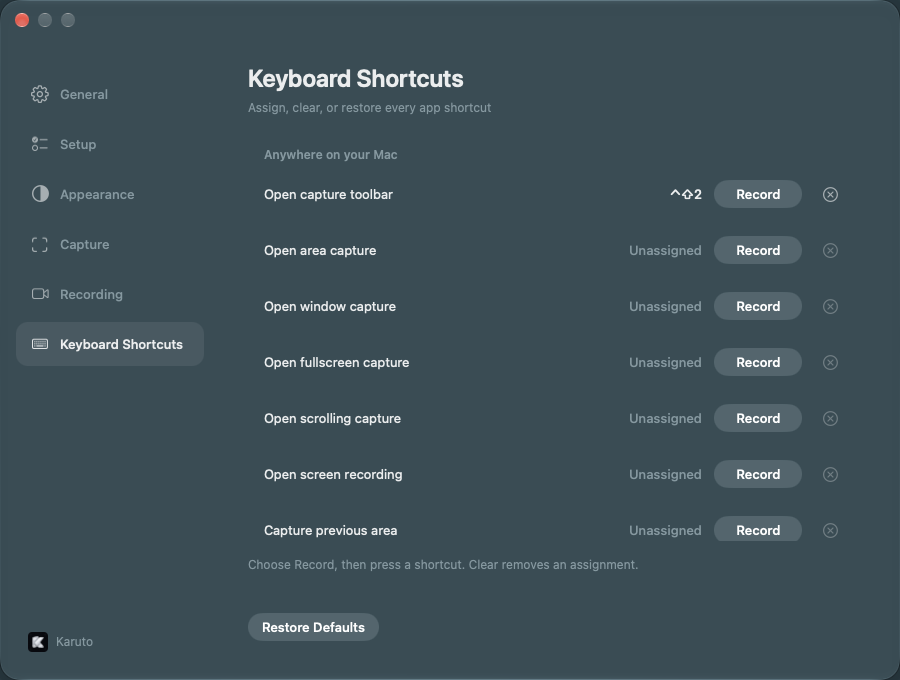 General
Setup
Appearance
Capture
Recording
Keyboard Shortcuts
Karuto
Keyboard Shortcuts
Assign, clear, or restore every app shortcut
Anywhere on your Mac
Open capture toolbar ^⇧2 Record
Open area capture Unassigned Record
Open window capture Unassigned Record
Open fullscreen capture Unassigned Record
Open scrolling capture Unassigned Record
Open screen recording Unassigned Record
Capture previous area Unassigned Record
Choose Record, then press a shortcut. Clear removes an assignment.
Restore Defaults